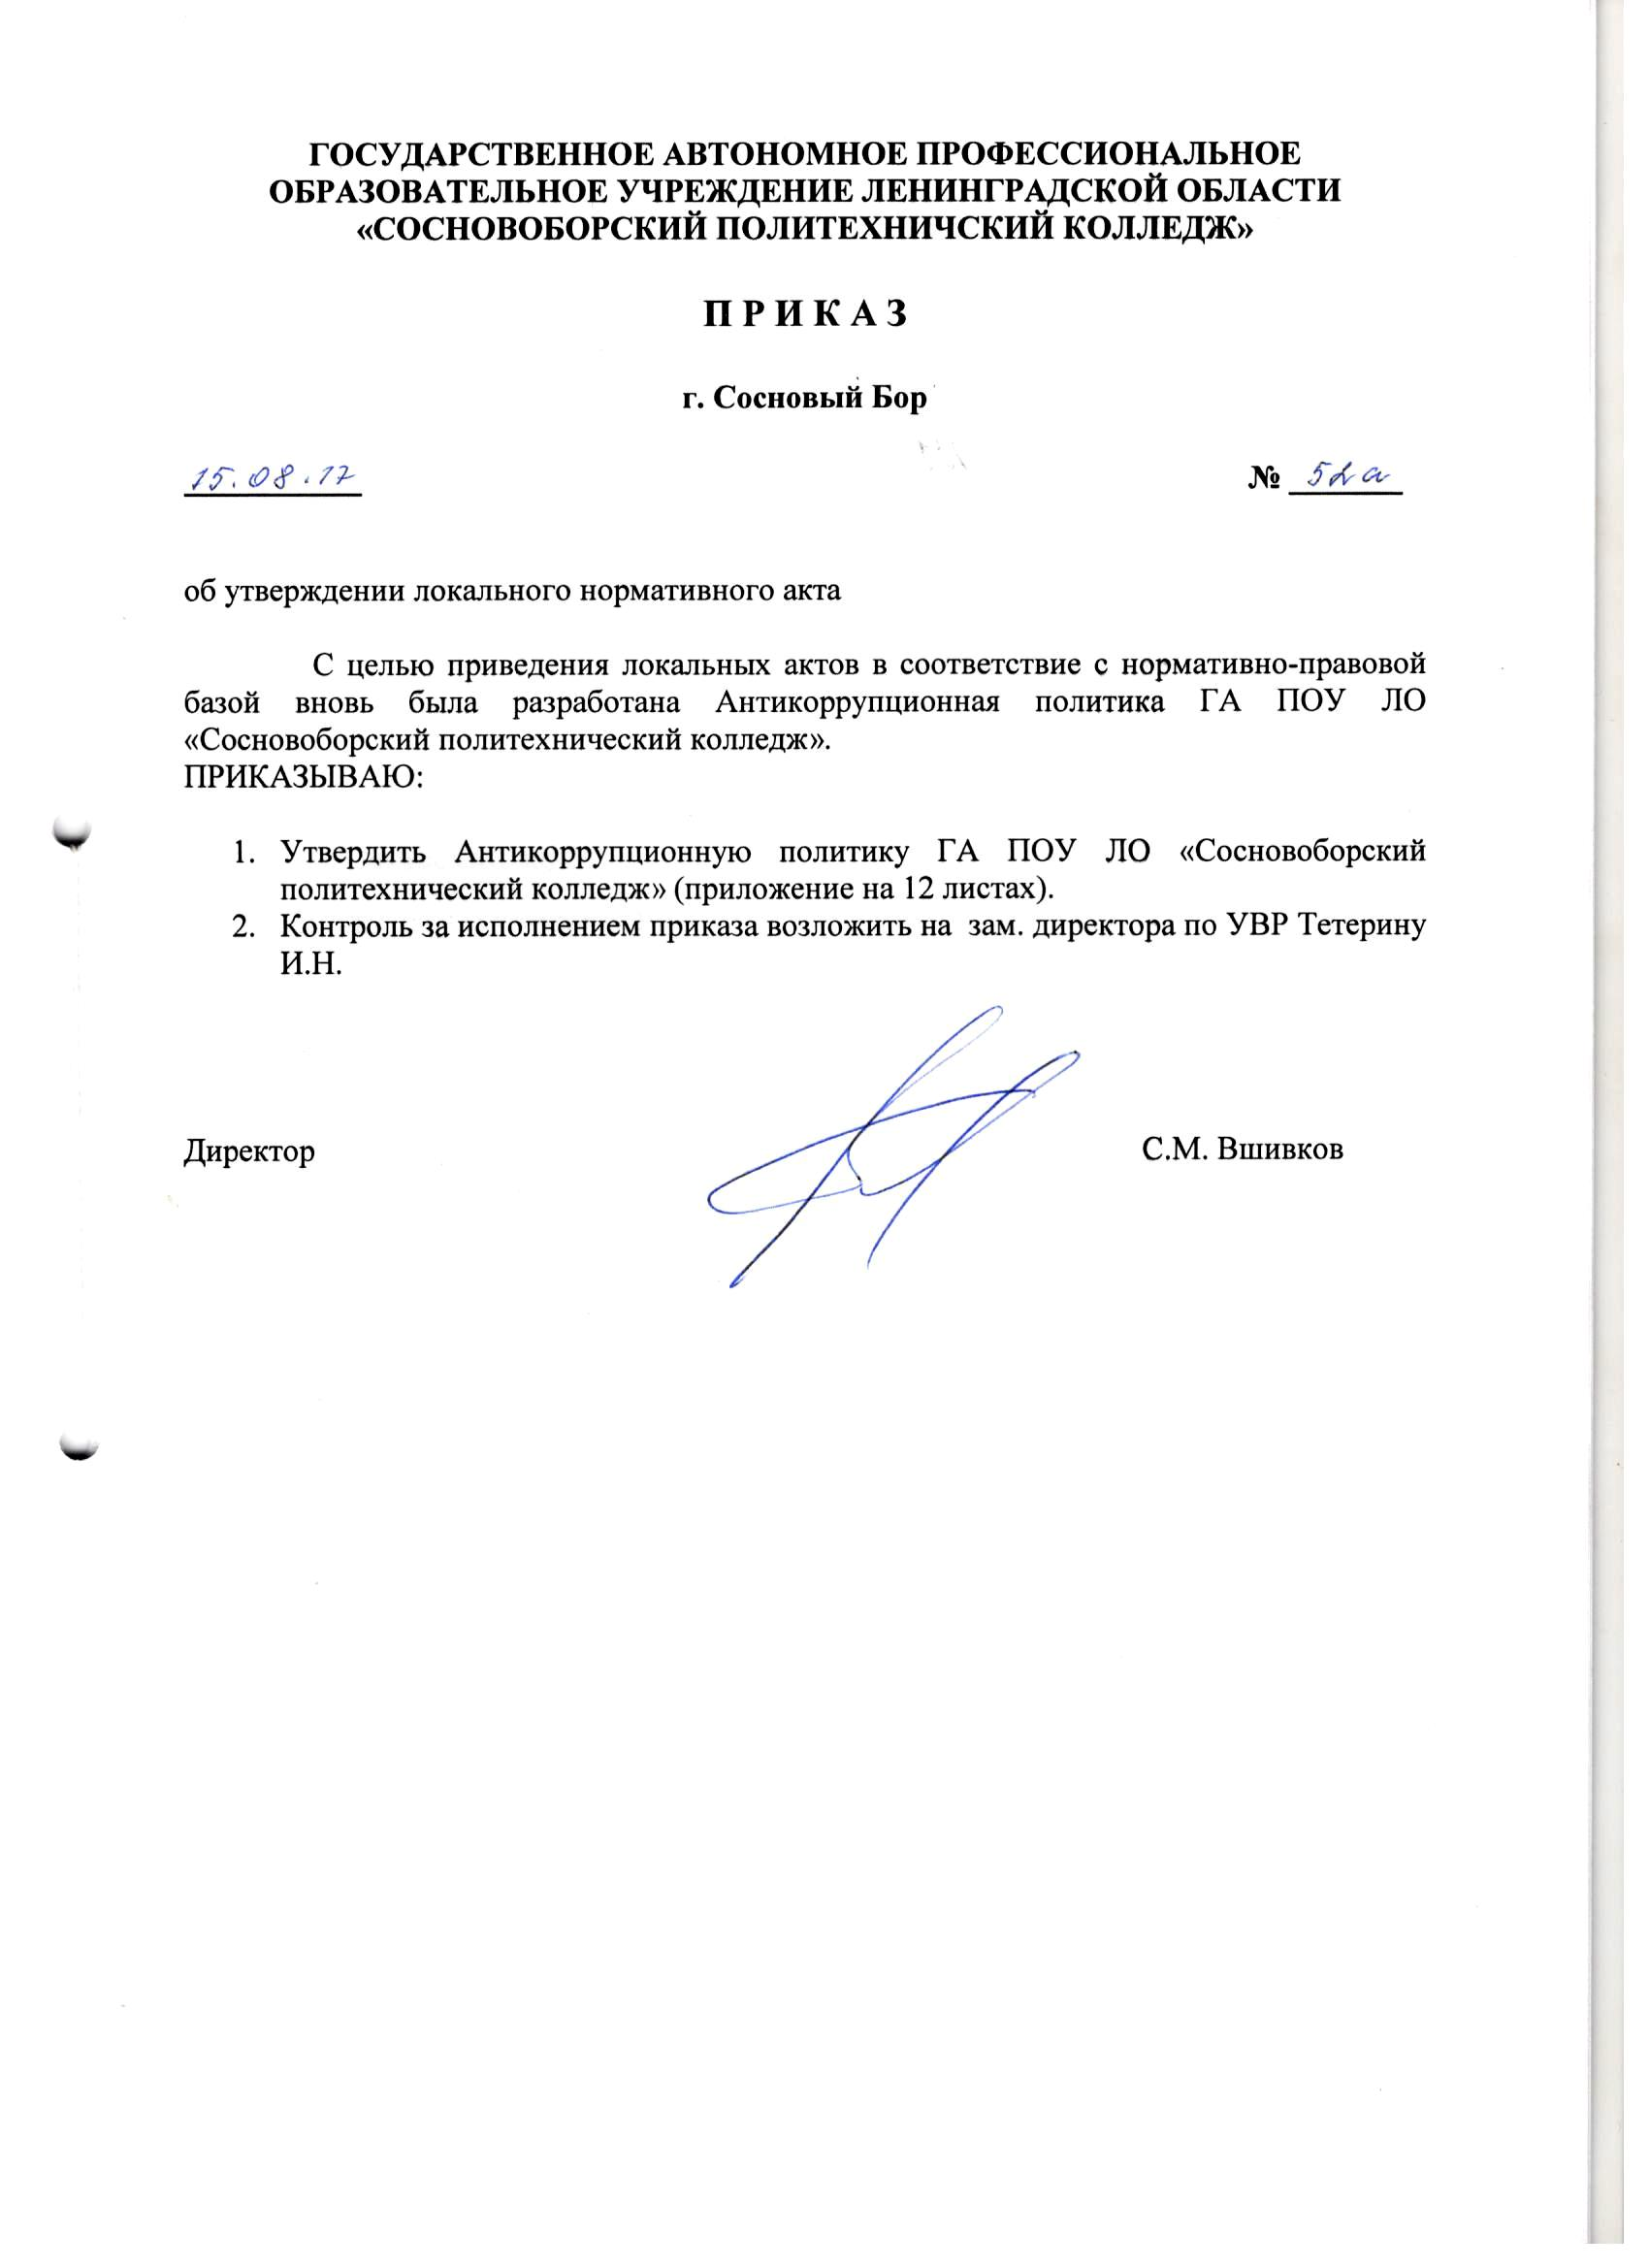 ГОСУДАРСТВЕННОЕ АВТОНОМНОЕ ПРОФЕССИОНАЛЬНОЕ
ОБРАЗОВАТЕЛЬНОЕ УЧРЕЖДЕНИЕ ЛЕНИНГРАДСКОЙ ОБЛАСТИ
«СОСНОВОБОРСКИЙ ПОЛИТЕХНИЧСКИЙ КОЛЛЕДЖ»
П Р И К А З
г. Сосновый Бор
15.08.17 № 52а
об утверждении локального нормативного акта
С целью приведения локальных актов в соответствие с нормативно-правовой
базой вновь была разработана Антикоррупционная политика ГА ПОУ ЛО
«Сосновоборский политехнический колледж».
ПРИКАЗЫВАЮ:
1. Утвердить Антикоррупционную политику ГА ПОУ ЛО «Сосновоборский
политехнический колледж» (приложение на 12 листах).
2. Контроль за исполнением приказа возложить на зам. директора по УВР Тетерину
И.Н.
Директор С.М. Вшивков